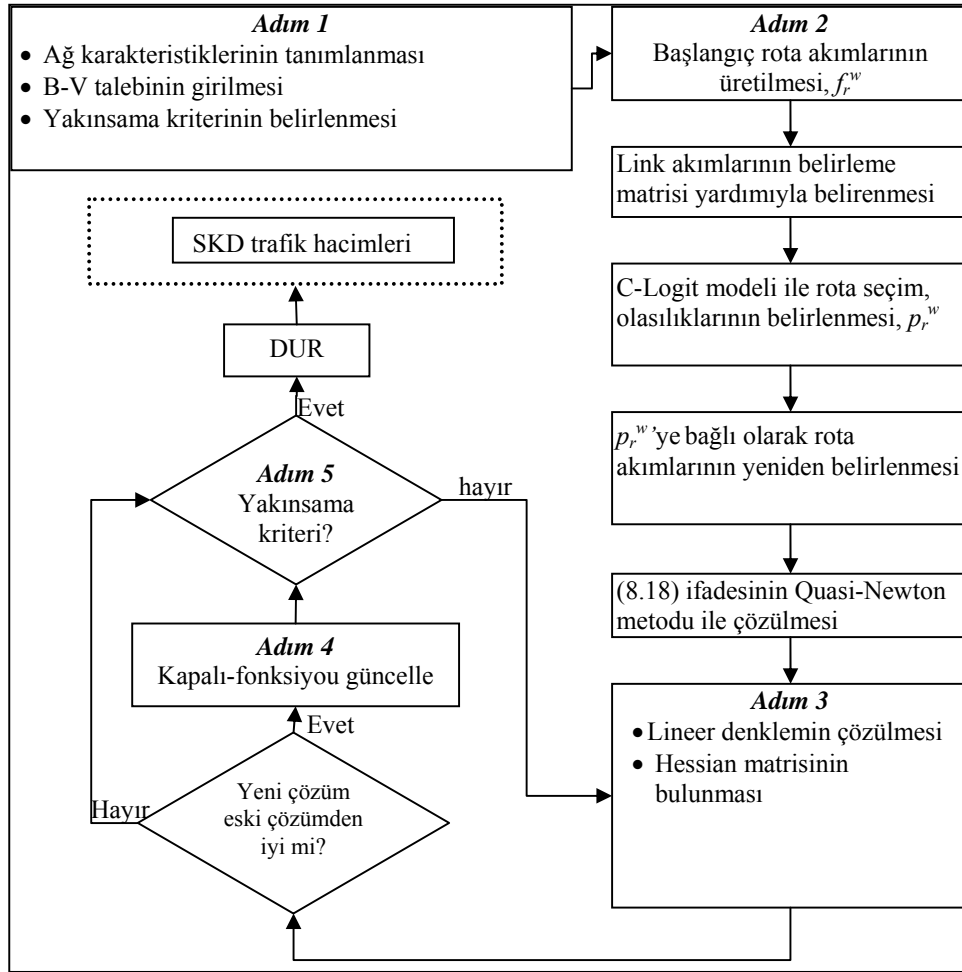 Adım 1
• Ağ karakteristiklerinin tanımlanması
• B-V talebinin girilmesi
• Yakınsama kriterinin belirlenmesi
Adım 2
Başlangıç rota akımlarının
üretilmesi, f_r^w
Link akımlarının belirleme
matrisi yardımıyla belirenmesi
C-Logit modeli ile rota seçim,
olasılıklarının belirlenmesi, p_r^w
p_r^w'ye bağlı olarak rota
akımlarının yeniden belirlenmesi
(8.18) ifadesinin Quasi-Newton
metodu ile çözülmesi
Adım 3
• Lineer denklemin çözülmesi
• Hessian matrisinin
bulunması
Yeni çözüm
eski çözümden
iyi mi?
Hayır
Evet
Adım 4
Kapalı-fonksiyou güncelle
Adım 5
Yakınsama
kriteri?
hayır
Evet
DUR
SKD trafik hacimleri